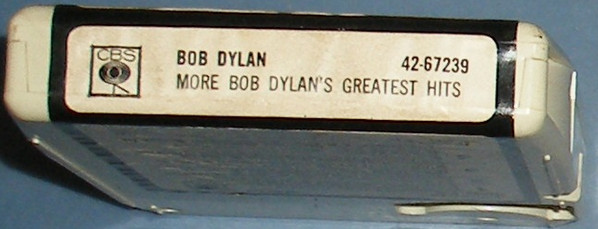 CBS
BOB DYLAN 42-67239
MORE BOB DYLAN'S GREATEST HITS